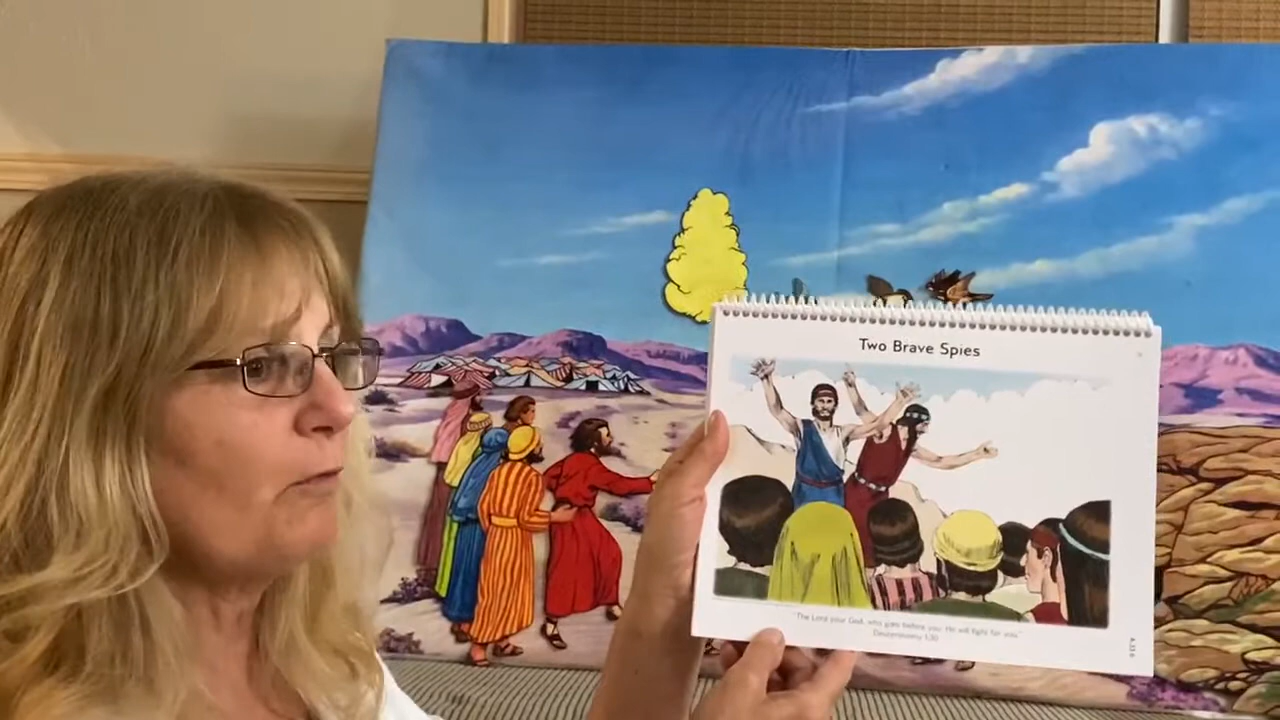 Two Brave Spies
"The Lord your God, who goes before you, He will fight for you."
Deuteronomy 1:30